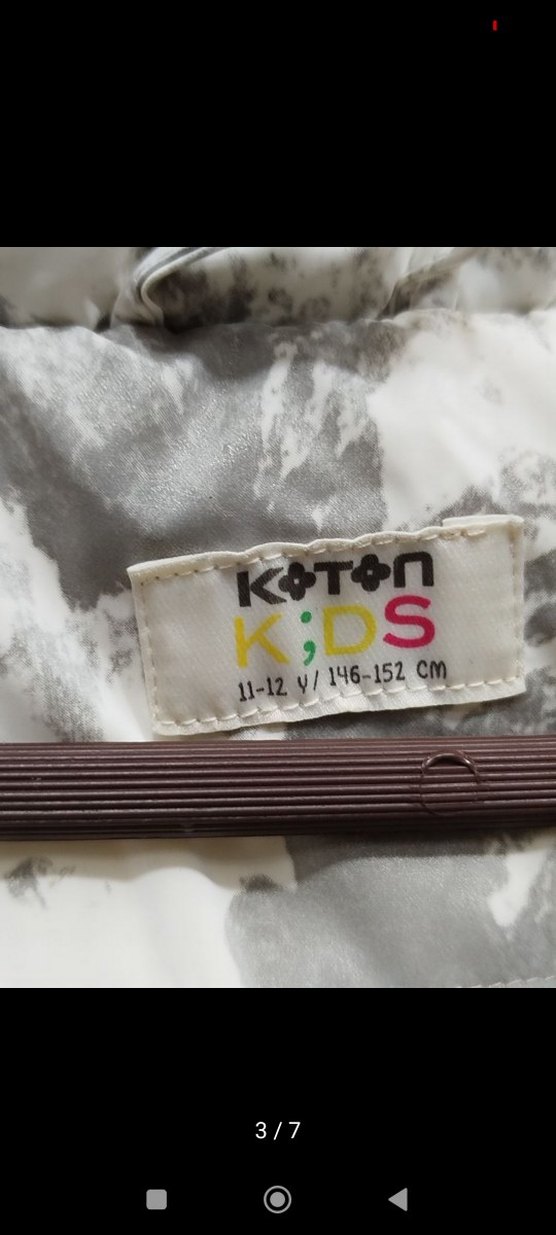 KOTON
K;DS
11-12 Y/ 146-152 CM
3 / 7